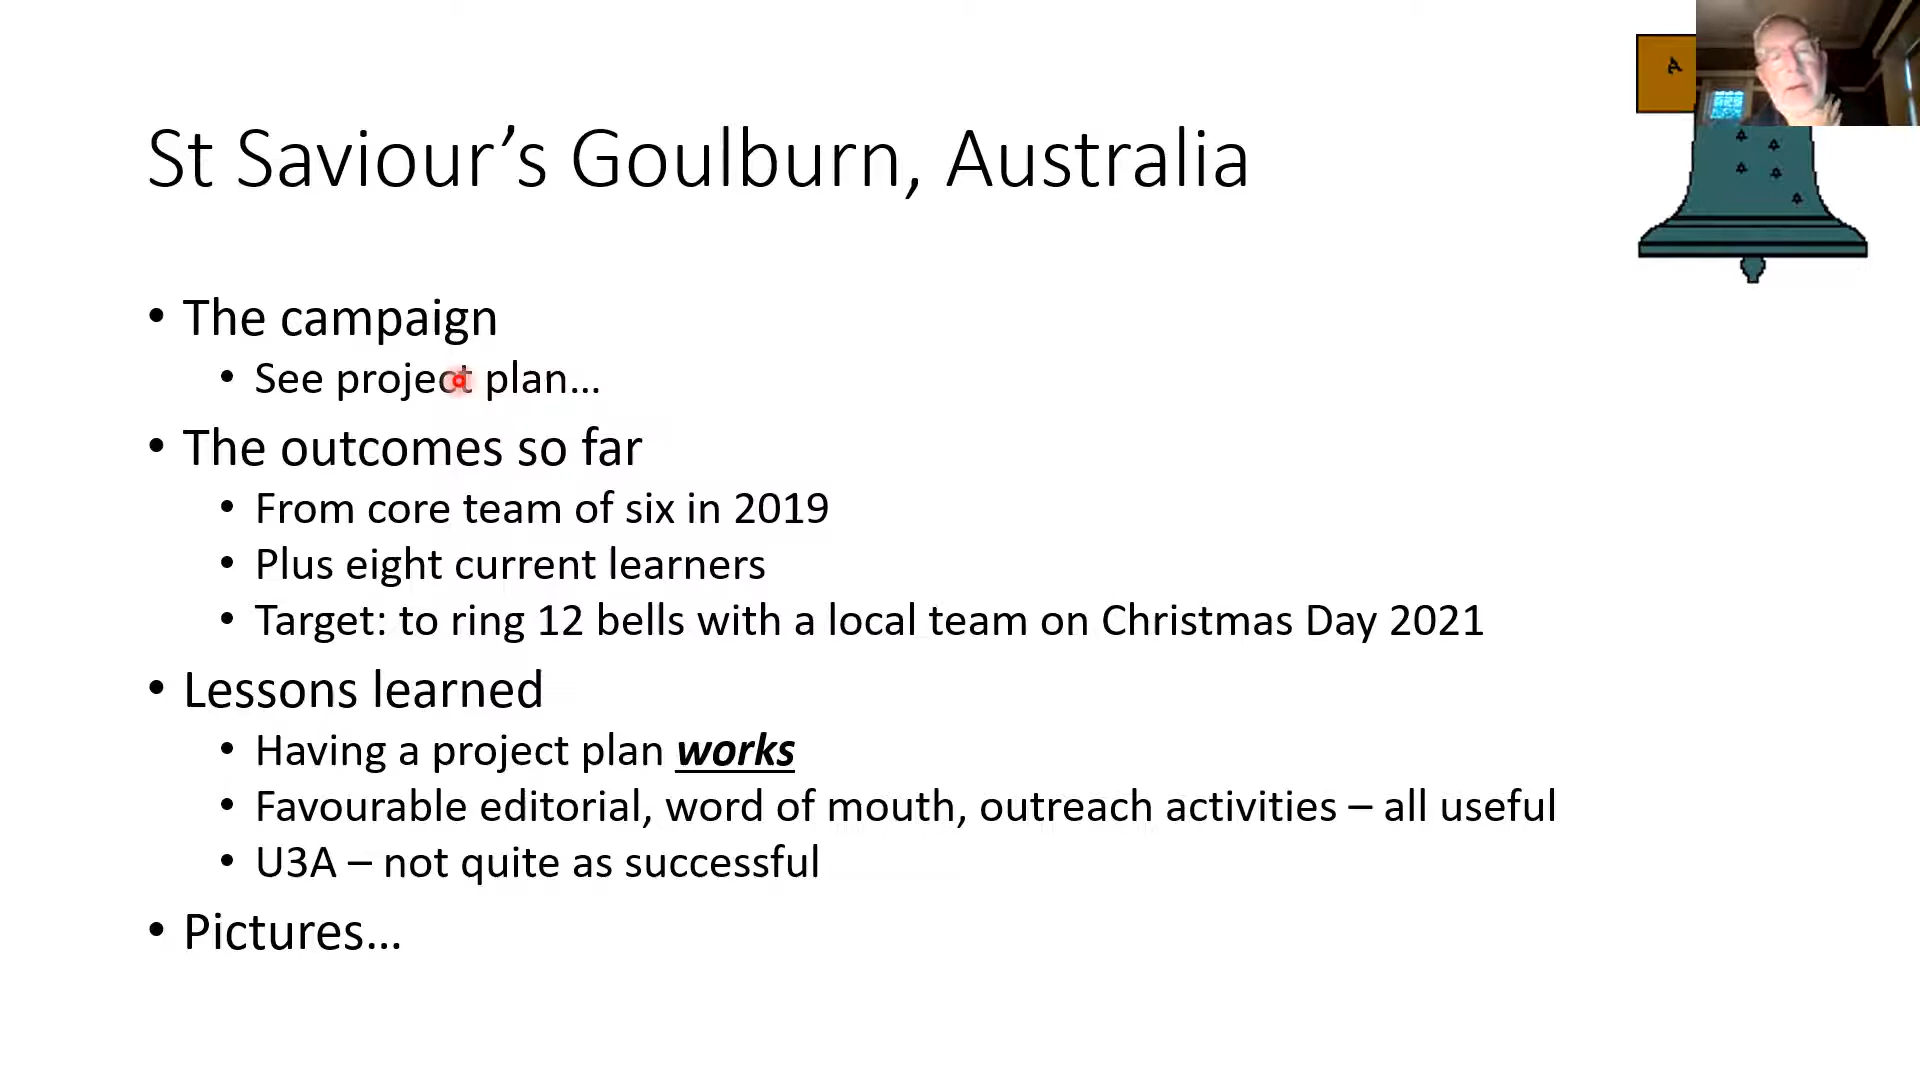 St Saviour’s Goulburn, Australia
• The campaign
• See project plan…
• The outcomes so far
• From core team of six in 2019
• Plus eight current learners
• Target: to ring 12 bells with a local team on Christmas Day 2021
• Lessons learned
• Having a project plan works
• Favourable editorial, word of mouth, outreach activities – all useful
• U3A – not quite as successful
• Pictures…